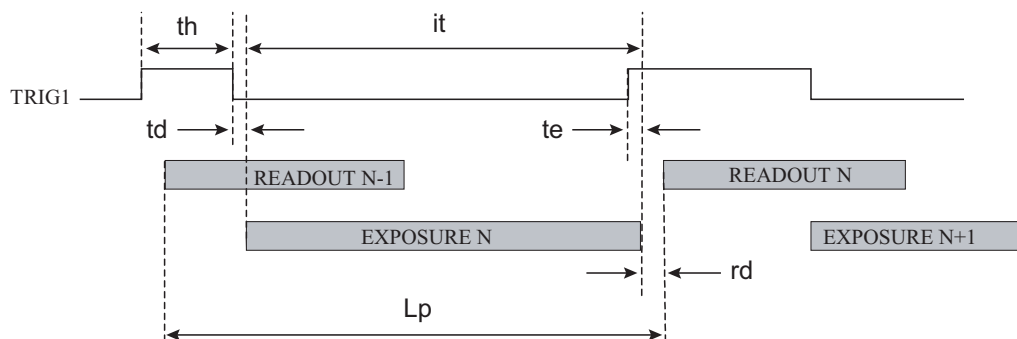 th
it
TRIG1
td
te
READOUT N-1
READOUT N
EXPOSURE N
EXPOSURE N+1
rd
Lp